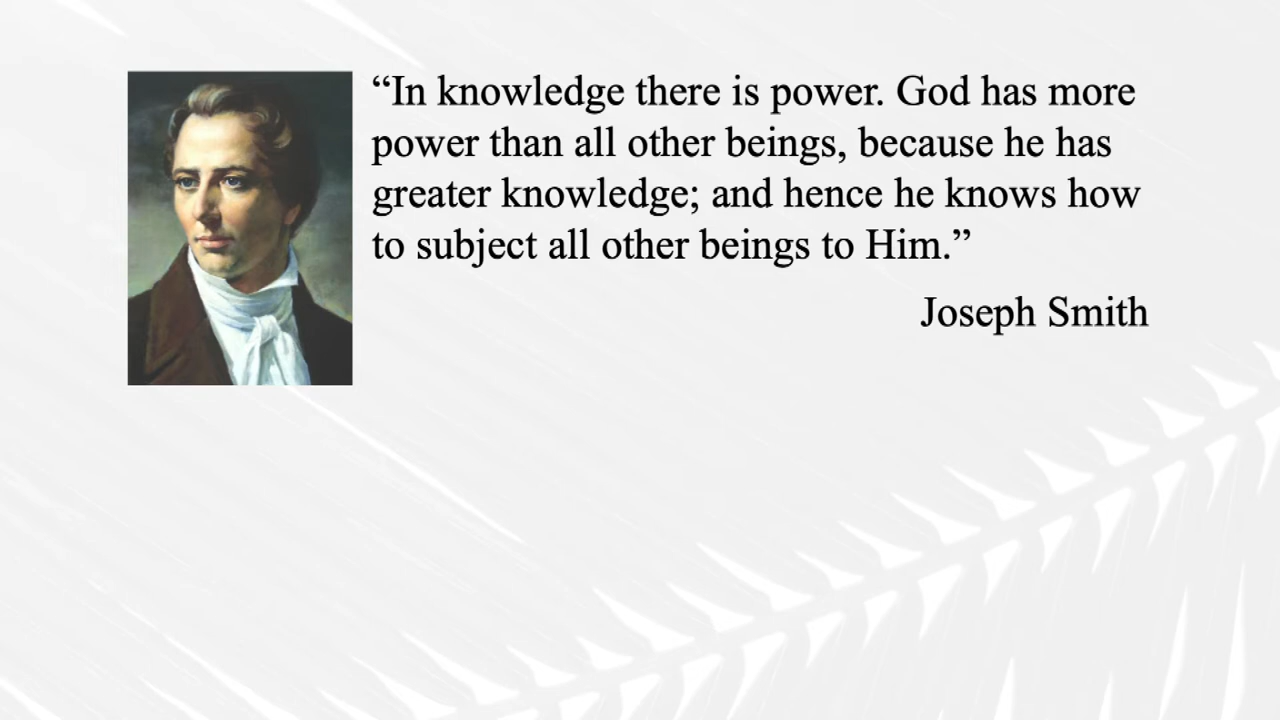 “In knowledge there is power. God has more
power than all other beings, because he has
greater knowledge; and hence he knows how
to subject all other beings to Him.”
Joseph Smith